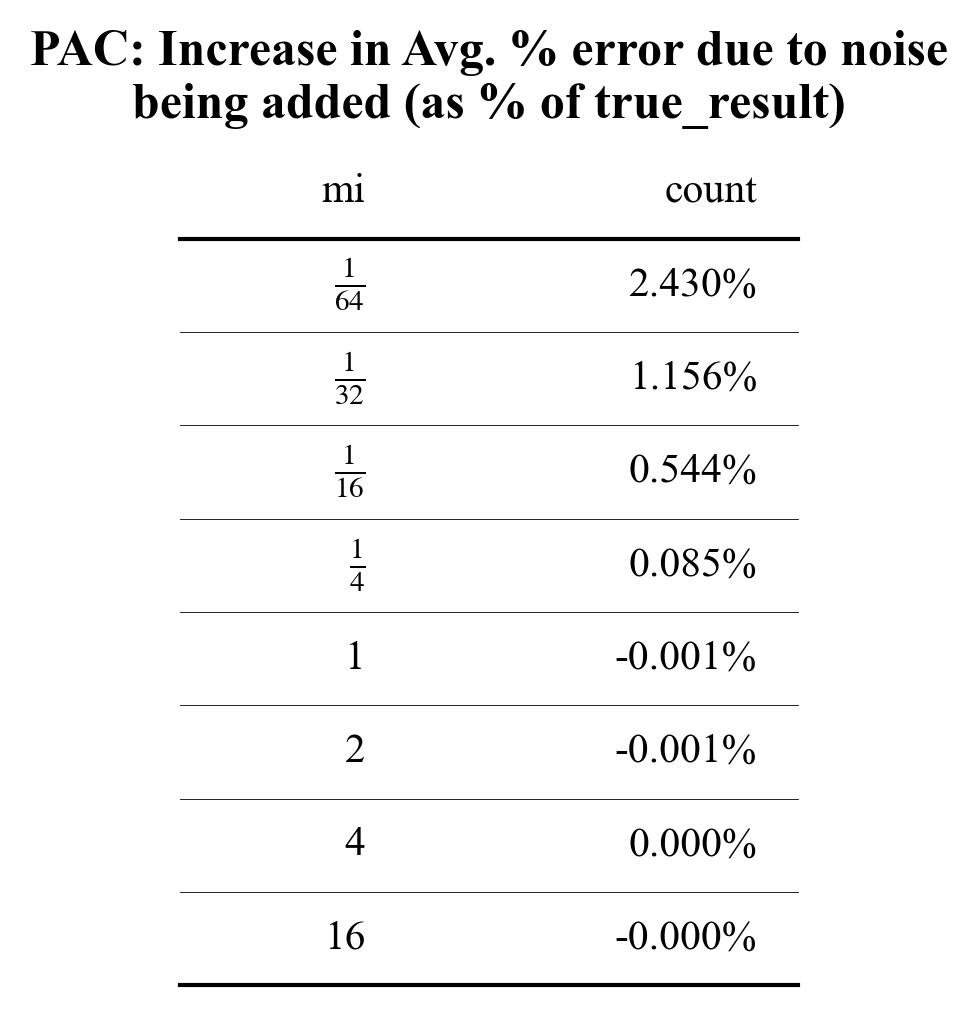 PAC: Increase in Avg. % error due to noise
being added (as % of true_result)
mi count
1/64 2.430%
1/32 1.156%
1/16 0.544%
1/4 0.085%
1 -0.001%
2 -0.001%
4 0.000%
16 -0.000%